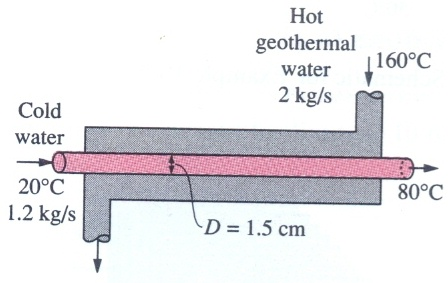 Hot
geothermal
water
2 kg/s
160°C
Cold
water
20°C
1.2 kg/s
80°C
D = 1.5 cm